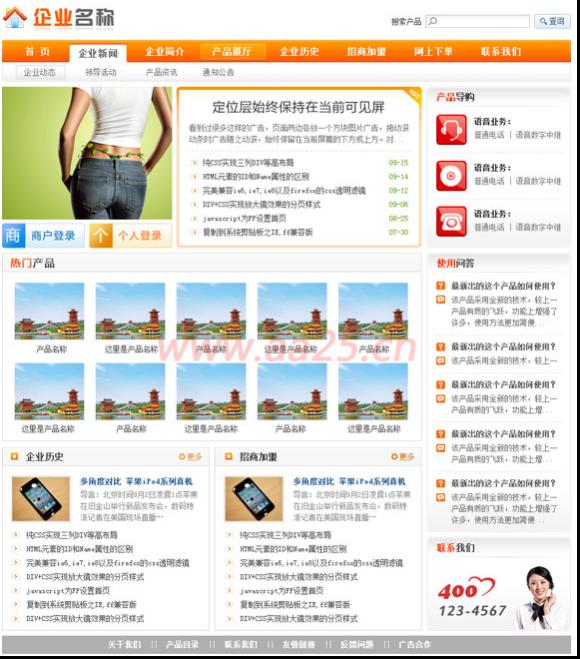 企业名称
搜索产品 查询
首 页 企业新闻 企业简介 产品展厅 企业历史 招商加盟 网上下单 联系我们
企业动态 领导活动 产品资讯 通知公告
HOT
定位层始终保持在当前可见屏
看到过很多这样的广告，页面两边各放一个方块图片广告，拖动滚
动条时广告随之动滚，始终停留在当前屏幕的下方或上方。对...
纯CSS实现三列DIV等高布局 09-15
HTML元素的ID和Name属性的区别 09-14
完美兼容ie6,ie7,ie8以及firefox的css透明滤镜 09-12
DIV+CSS实现放大镜效果的分页样式 09-06
javascript为FF设置首页 08-25
复制到系统剪贴板之IE,ff兼容版 07-30
商 商户登录 个 个人登录
产品导购
语音业务：
普通电话 | 语音数字中继
语音业务：
普通电话 | 语音数字中继
语音业务：
普通电话 | 语音数字中继
热门产品
产品名称 这里是产品名称 产品名称 这里是产品名称 产品名称
www.aa25.cn
这里是产品名称 产品名称 这里是产品名称 产品名称 这里是产品名称
使用问答
最新出的这个产品如何使用？
该产品采用全新的技术，较上一
产品有质的飞跃，功能上增强了
许多，使用方法更加简便...
最新出的这个产品如何使用？
该产品采用全新的技术，较上一
最新出的这个产品如何使用？
该产品采用全新的技术，较上一
产品有质的飞跃，功能上增...
最新出的这个产品如何使用？
该产品采用全新的技术，较上一
产品有质的飞跃，功能上增...
最新出的这个产品如何使用？
该产品采用全新的技术，较上一
产品有质的飞跃，功能上增强了
许多，使用方法更加简便...
企业历史 更多
多角度对比 苹果iPod系列真机
导言：北京时间9月2日凌晨1点苹果
在旧金山举行新品发布会，数码特
派记者在美国现场直播…
纯CSS实现三列DIV等高布局
HTML元素的ID和Name属性的区别
完美兼容ie6,ie7,ie8以及firefox的css透明滤镜
DIV+CSS实现放大镜效果的分页样式
javascript为FF设置首页
复制到系统剪贴板之IE,ff兼容版
DIV+CSS实现放大镜效果的分页样式
招商加盟 更多
多角度对比 苹果iPod系列真机
导言：北京时间9月2日凌晨1点苹果
在旧金山举行新品发布会，数码特
派记者在美国现场直播…
纯CSS实现三列DIV等高布局
HTML元素的ID和Name属性的区别
完美兼容ie6,ie7,ie8以及firefox的css透明滤镜
DIV+CSS实现放大镜效果的分页样式
javascript为FF设置首页
复制到系统剪贴板之IE,ff兼容版
DIV+CSS实现放大镜效果的分页样式
联系我们
400
123-4567
关于我们 || 产品目录 || 联系我们 || 友情链接 || 反馈问题 || 广告合作